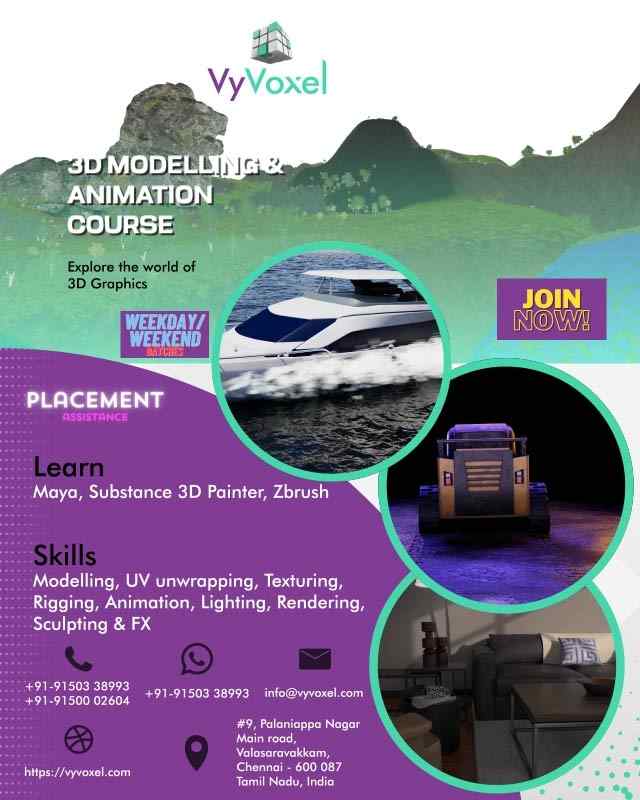 VyVoxel
3D MODELLING &
ANIMATION
COURSE
Explore the world of
3D Graphics
WEEKDAY/
WEEKEND
BATCHES
JOIN
NOW!
PLACEMENT
ASSISTANCE
Learn
Maya, Substance 3D Painter, Zbrush
Skills
Modelling, UV unwrapping, Texturing,
Rigging, Animation, Lighting, Rendering,
Sculpting & FX
+91-91503 38993
+91-91500 02604
+91-91503 38993
info@vyvoxel.com
https://vyvoxel.com
#9, Palaniappa Nagar
Main road,
Valasaravakkam,
Chennai - 600 087
Tamil Nadu, India